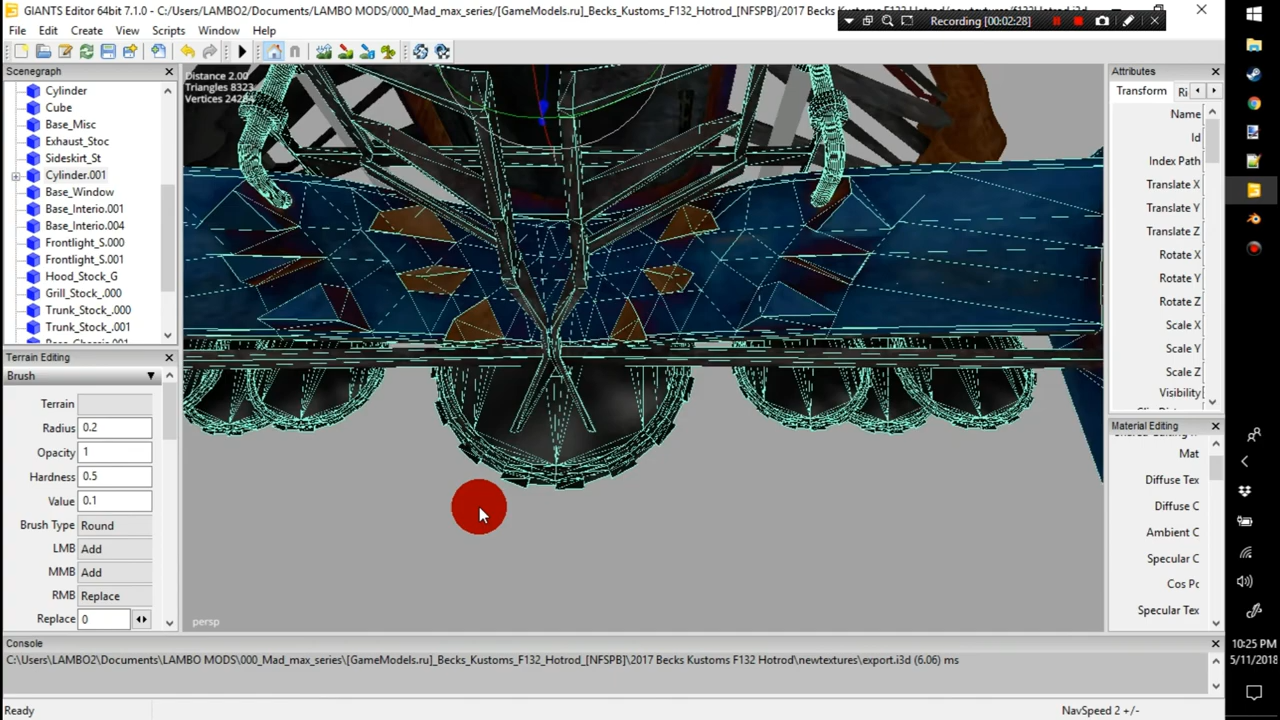 GIANTS Editor 64bit 7.1.0 - C:/Users/LAMBO2/Documents/LAMBO MODS/000_Mad_max_series/[GameModels.ru]_Becks_Kustoms_F132_Hotrod_[NFSPB]/2017 Becks Kustoms F132
Recording [00:02:28]
File Edit Create View Scripts Window Help
Scenegraph
Cylinder
Cube
Base_Misc
Exhaust_Stoc
Sideskirt_St
Cylinder.001
Base_Window
Base_Interio.001
Base_Interio.004
Frontlight_S.000
Frontlight_S.001
Hood_Stock_G
Grill_Stock_.000
Trunk_Stock_.000
Trunk_Stock_.001
Terrain Editing
Brush
Terrain
Radius 0.2
Opacity 1
Hardness 0.5
Value 0.1
Brush Type Round
LMB Add
MMB Add
RMB Replace
Replace 0
Distance 2.00
Triangles 8323
Vertices
persp
Attributes
Transform Ri
Name
Id
Index Path
Translate X
Translate Y
Translate Z
Rotate X
Rotate Y
Rotate Z
Scale X
Scale Y
Scale Z
Visibility
Material Editing
Mat
Diffuse Tex
Diffuse C
Ambient C
Specular C
Cos Pc
Specular Tex
Console
C:\Users\LAMBO2\Documents\LAMBO MODS\000_Mad_max_series\[GameModels.ru]_Becks_Kustoms_F132_Hotrod_[NFSPB]\2017 Becks Kustoms F132 Hotrod\newtextures\export.i3d (6.06) ms
Ready
NavSpeed 2 +/-
10:25 PM
5/11/2018